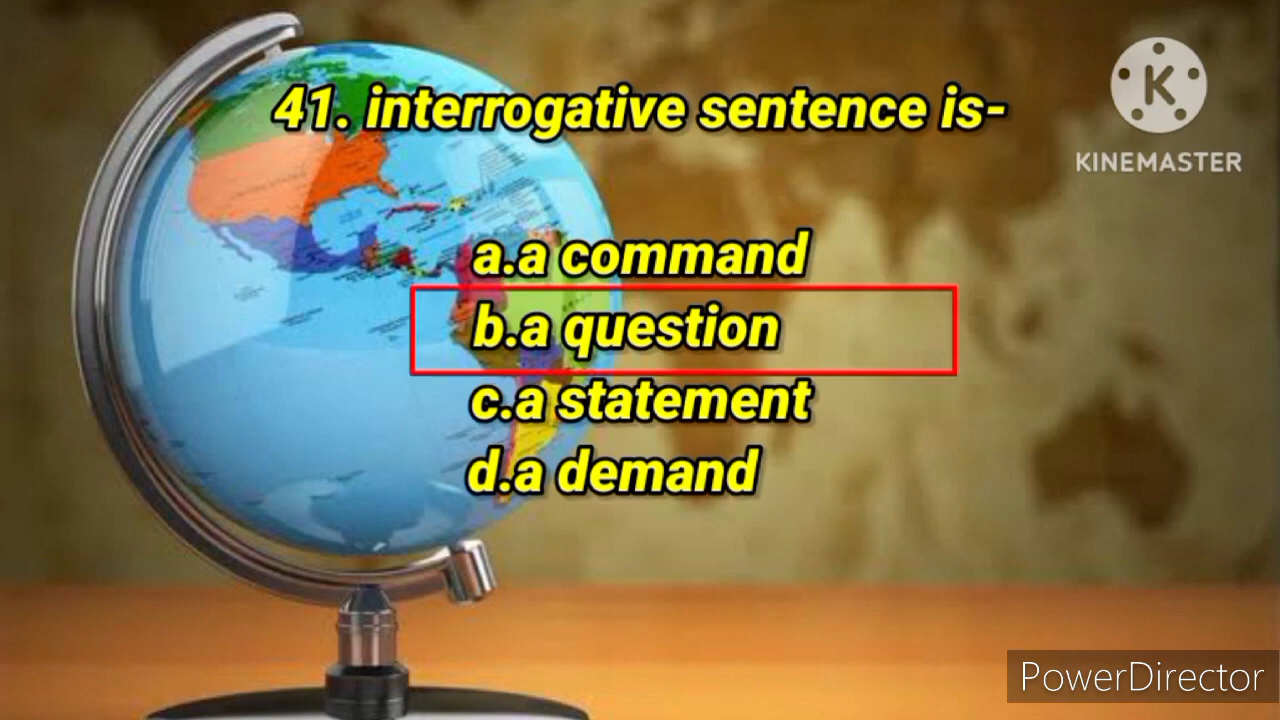 41. interrogative sentence is-
K
KINEMASTER
a.a command
b.a question
c.a statement
d.a demand
PowerDirector